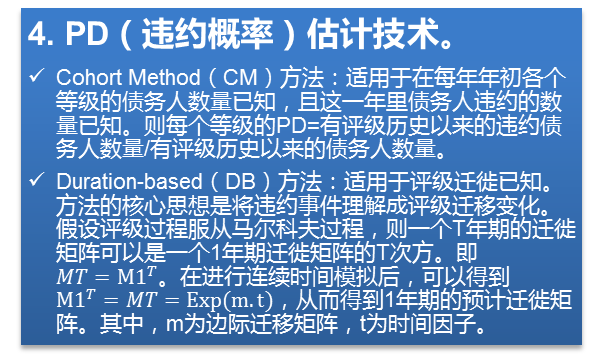 4. PD（违约概率）估计技术。
✓ Cohort Method（CM）方法：适用于在每年年初各个
等级的债务人数量已知，且这一年里债务人违约的数
量已知。则每个等级的PD=有评级历史以来的违约债
务人数量/有评级历史以来的债务人数量。
✓ Duration-based（DB）方法：适用于评级迁徙已知。
方法的核心思想是将违约事件理解成评级迁移变化。
假设评级过程服从马尔科夫过程，则一个T年期的迁徙
矩阵可以是一个1年期迁徙矩阵的T次方。即
𝑀𝑇 = M1ᵀ。在进行连续时间模拟后，可以得到
M1ᵀ = 𝑀𝑇 = Exp(m.t)，从而得到1年期的预计迁徙矩
阵。其中，m为边际迁移矩阵，t为时间因子。